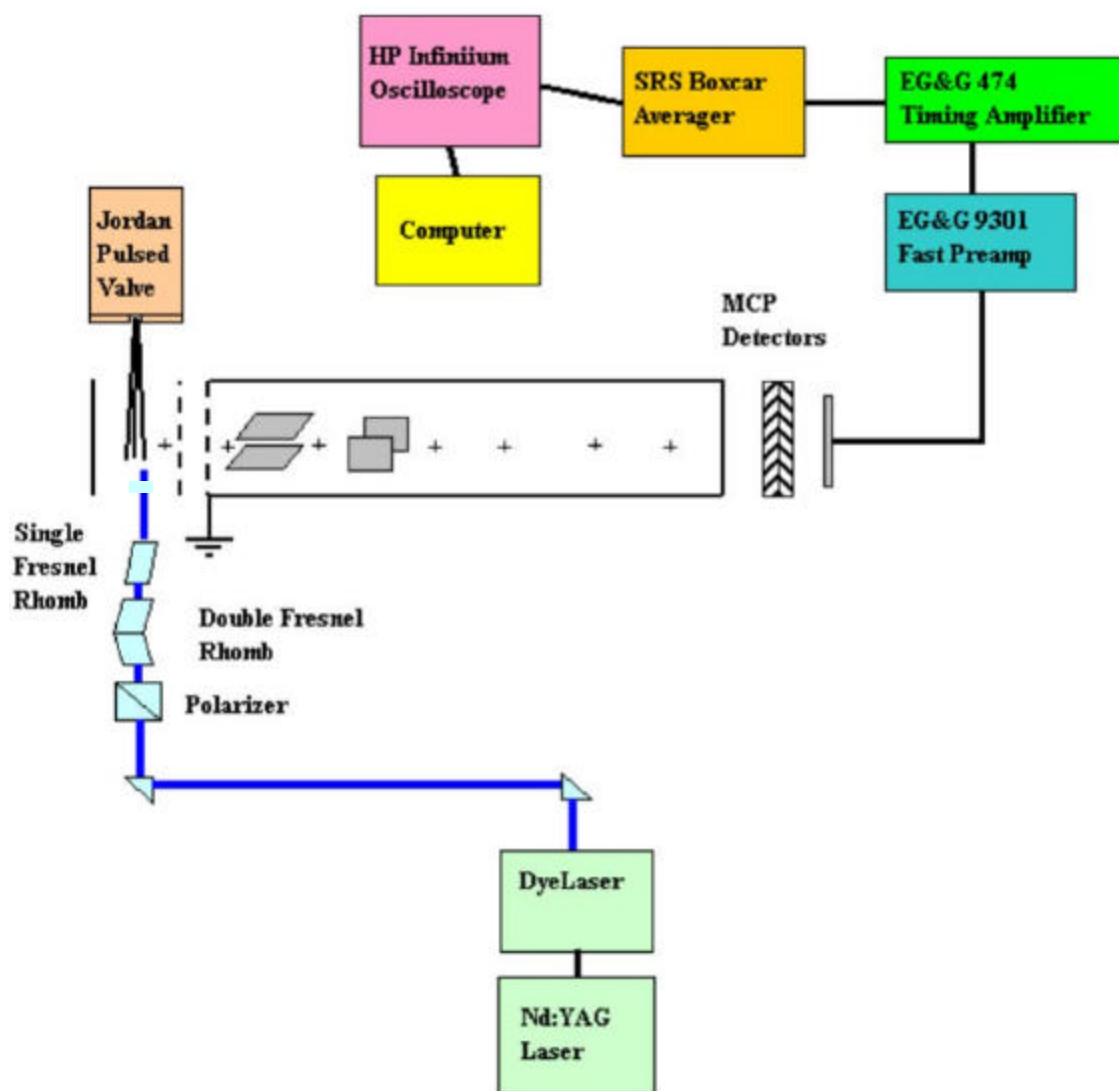 HP Infiniium
Oscilloscope
SRS Boxcar
Averager
EG&G 474
Timing Amplifier
Jordan
Pulsed
Valve
Computer
EG&G 9301
Fast Preamp
MCP
Detectors
Single
Fresnel
Rhomb
Double Fresnel
Rhomb
Polarizer
DyeLaser
Nd:YAG
Laser